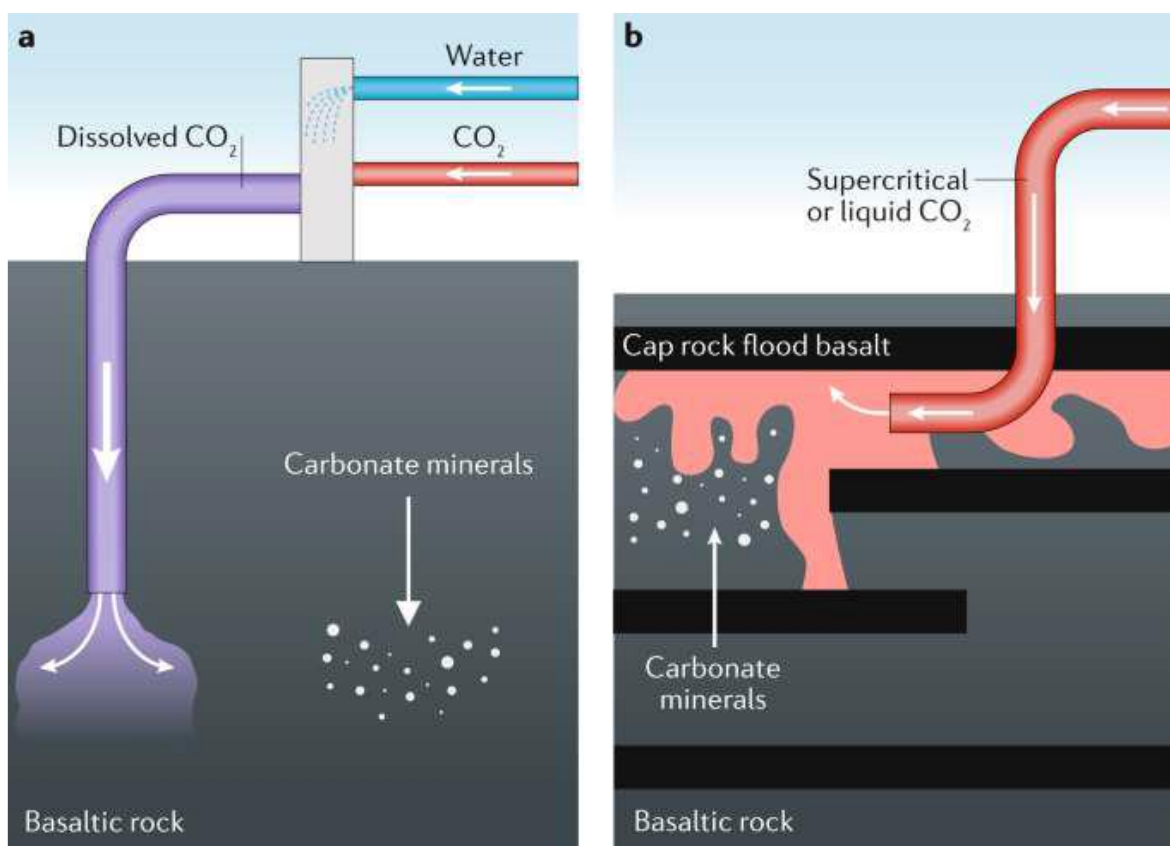 a
Water
Dissolved CO₂
CO₂
Carbonate minerals
Basaltic rock
b
Supercritical
or liquid CO₂
Cap rock flood basalt
Carbonate
minerals
Basaltic rock